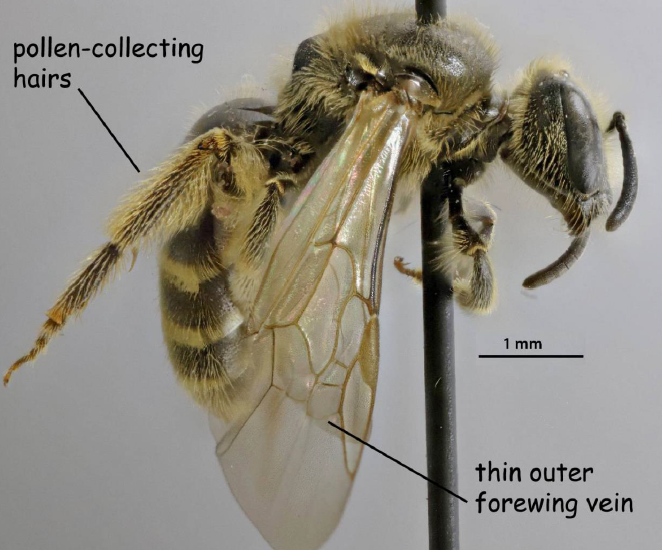 pollen-collecting
hairs
1 mm
thin outer
forewing vein